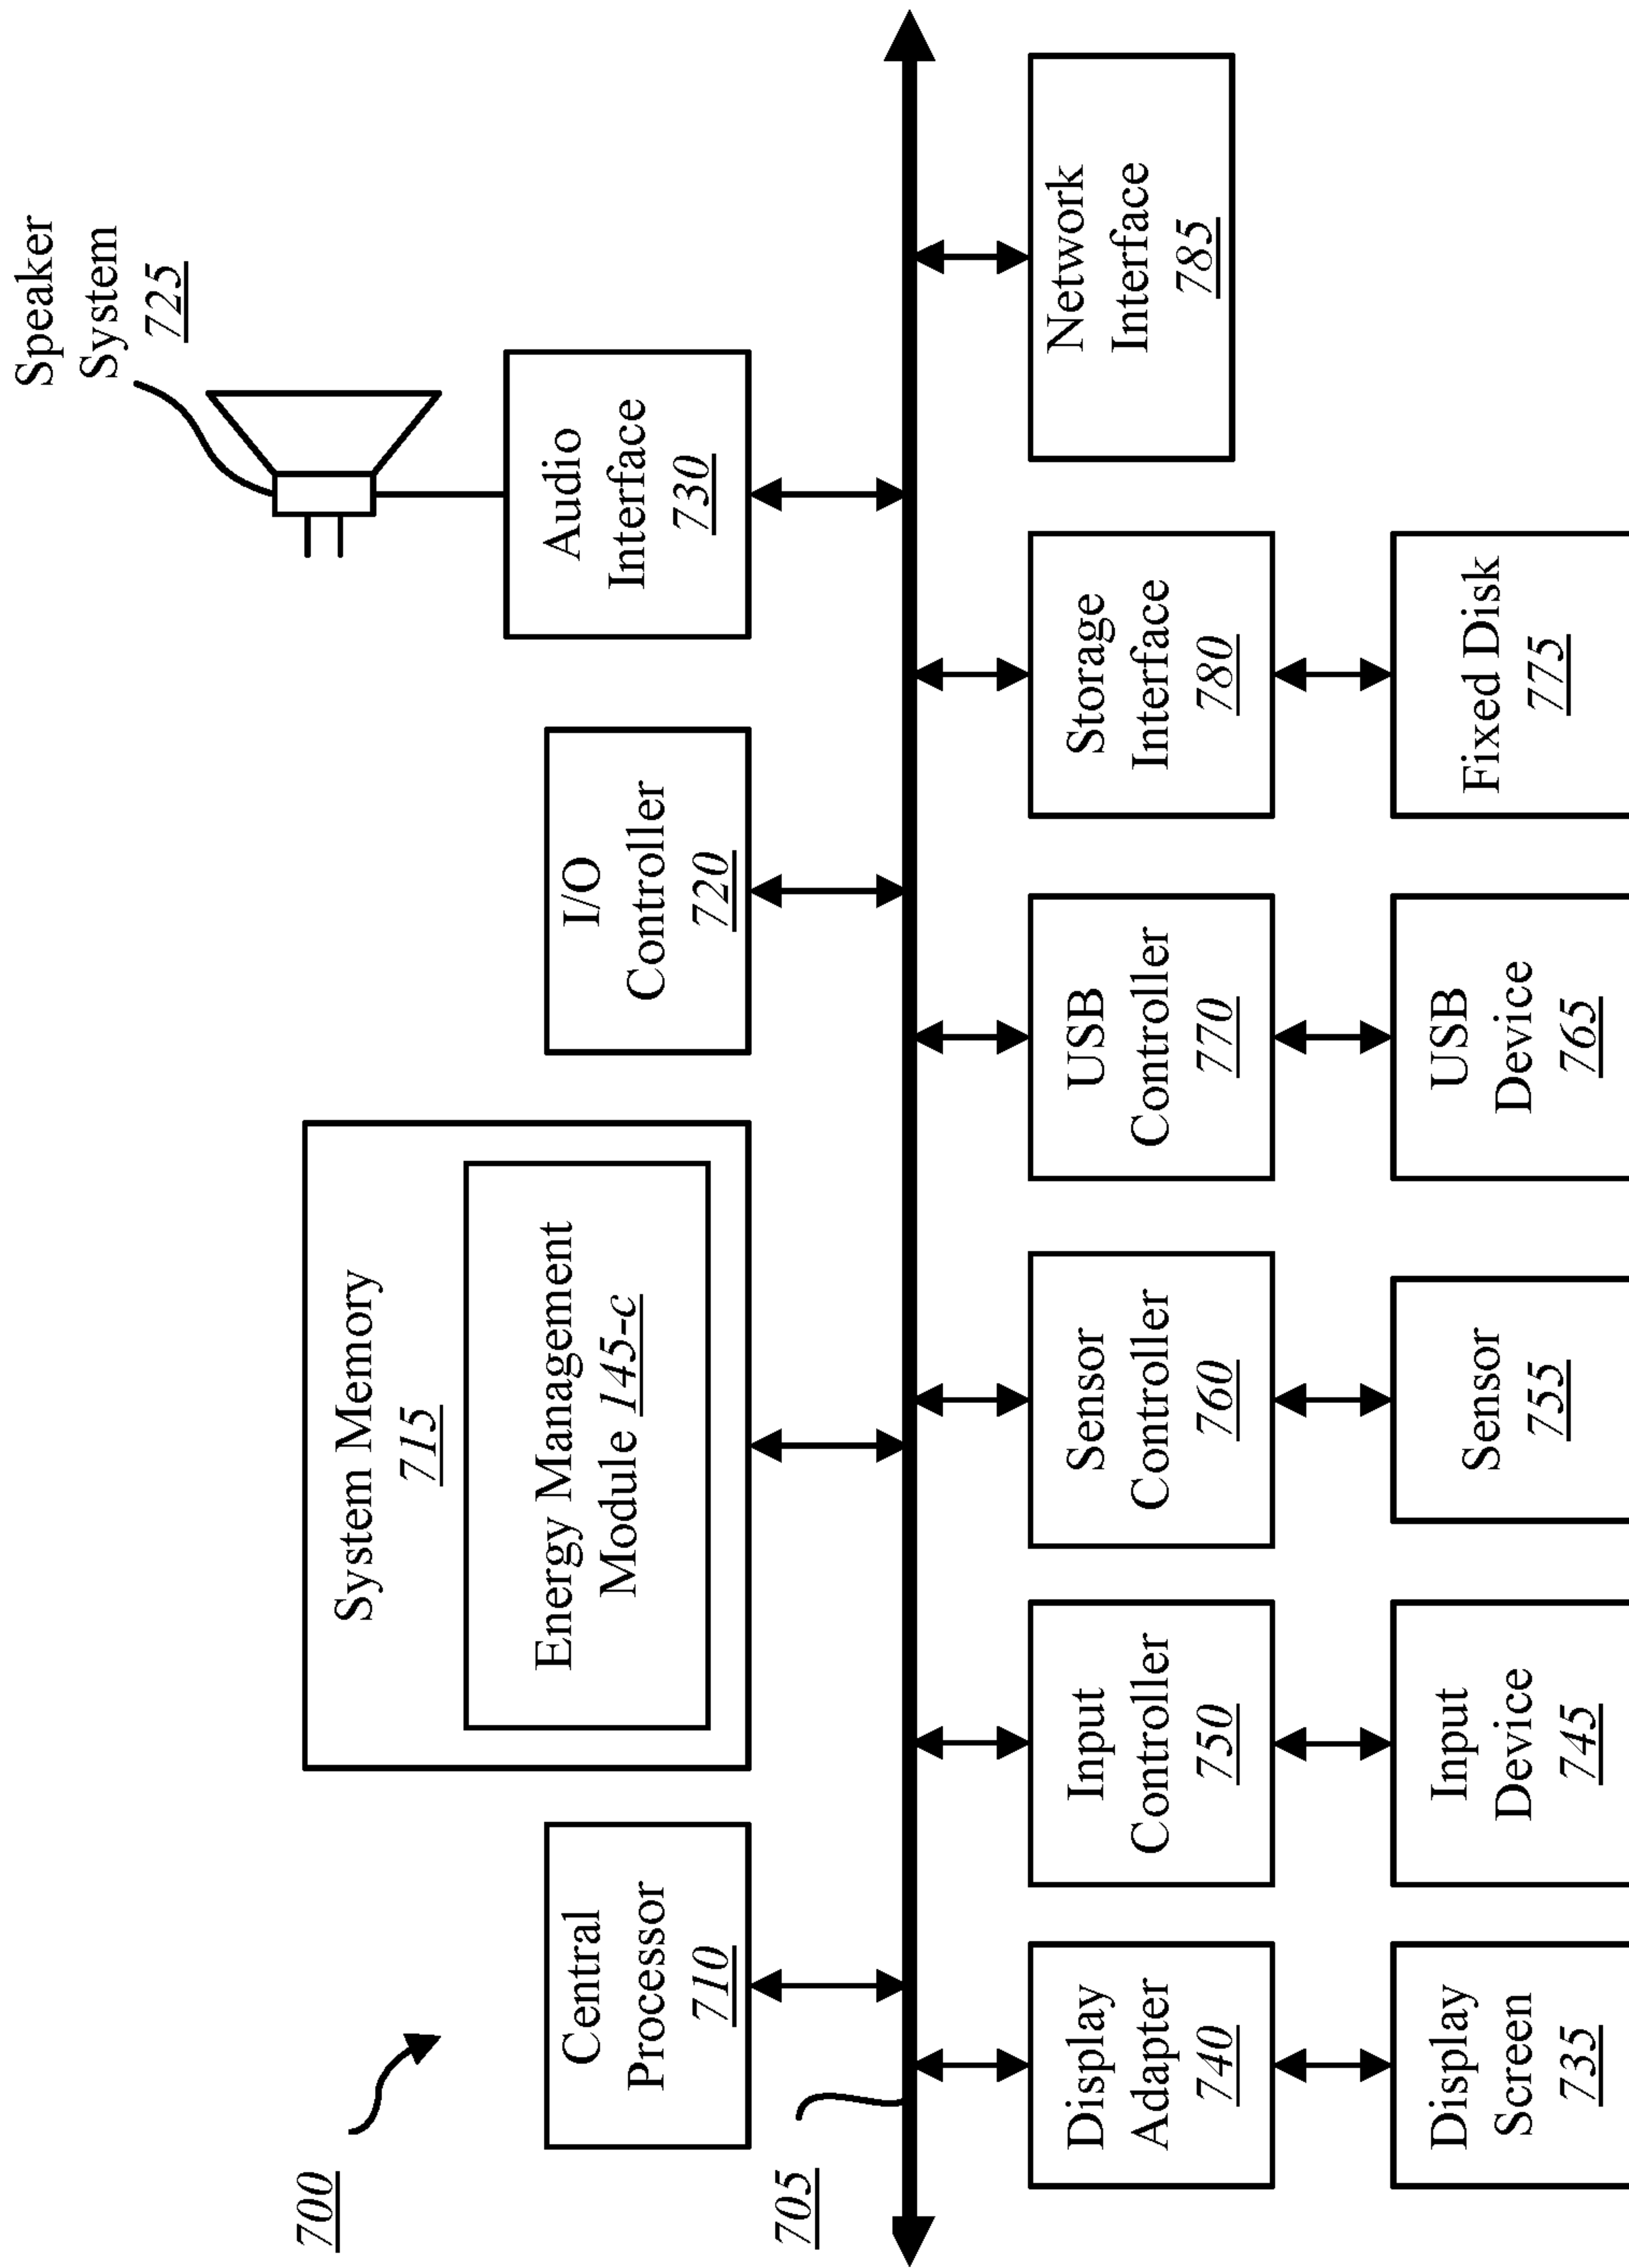 700
Speaker
System
725
System Memory
715
Energy Management
Module 145-c
Central
Processor
710
I/O
Controller
720
Audio
Interface
730
705
Display
Adapter
740
Input
Controller
750
Sensor
Controller
760
USB
Controller
770
Storage
Interface
780
Network
Interface
785
Display
Screen
735
Input
Device
745
Sensor
755
USB
Device
765
Fixed Disk
775